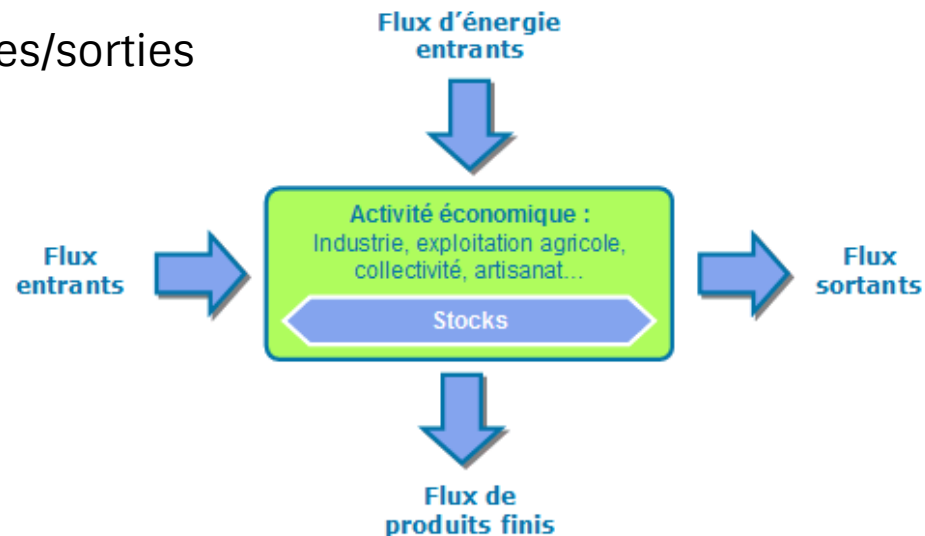 es/sorties
Flux d'énergie
entrants
Activité économique :
Industrie, exploitation agricole,
collectivité, artisanat...
Flux
entrants
Flux
sortants
Stocks
Flux de
produits finis